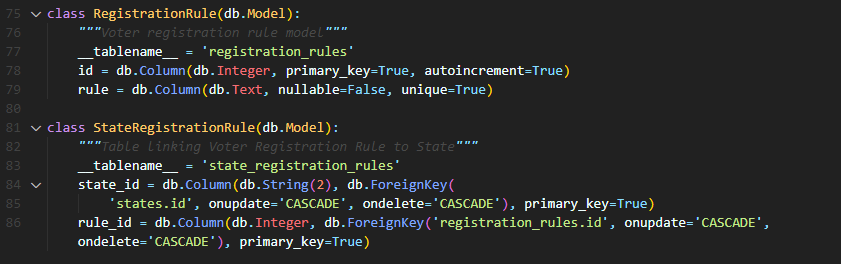 75 class RegistrationRule(db.Model):
76     """Voter registration rule model"""
77     __tablename__ = 'registration_rules'
78     id = db.Column(db.Integer, primary_key=True, autoincrement=True)
79     rule = db.Column(db.Text, nullable=False, unique=True)
80
81 class StateRegistrationRule(db.Model):
82     """Table linking Voter Registration Rule to State"""
83     __tablename__ = 'state_registration_rules'
84     state_id = db.Column(db.String(2), db.ForeignKey(
85         'states.id', onupdate='CASCADE', ondelete='CASCADE'), primary_key=True)
86     rule_id = db.Column(db.Integer, db.ForeignKey('registration_rules.id', onupdate='CASCADE',
    ondelete='CASCADE'), primary_key=True)